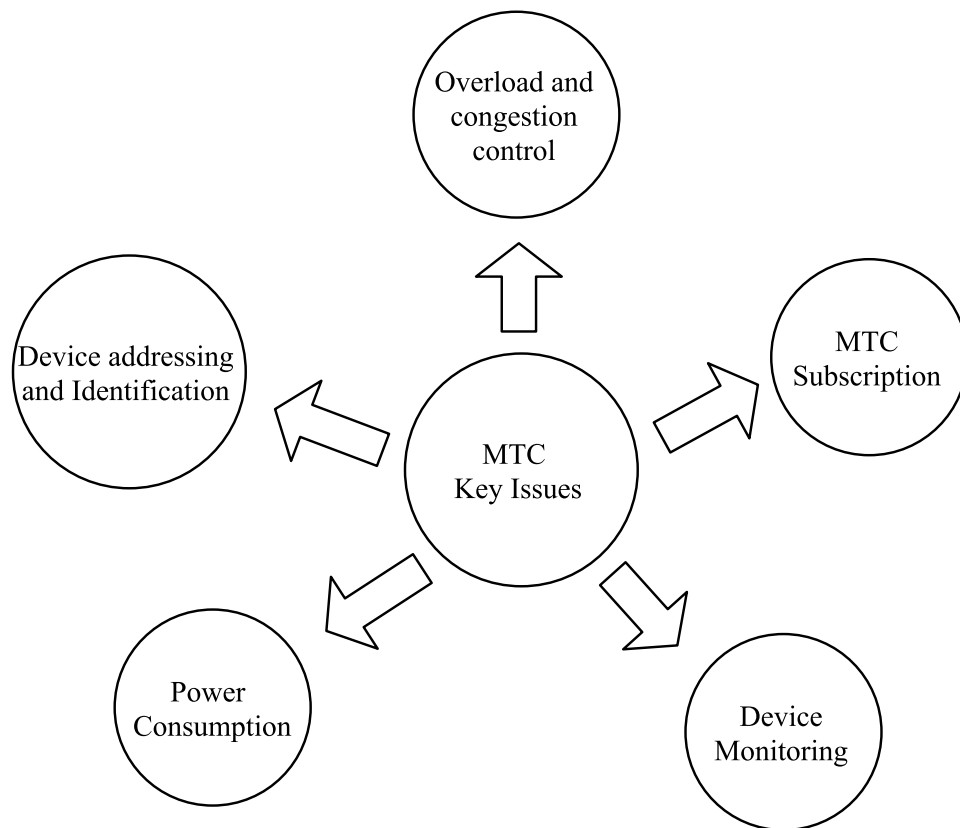 Overload and
congestion
control
Device addressing
and Identification
MTC
Subscription
MTC
Key Issues
Power
Consumption
Device
Monitoring